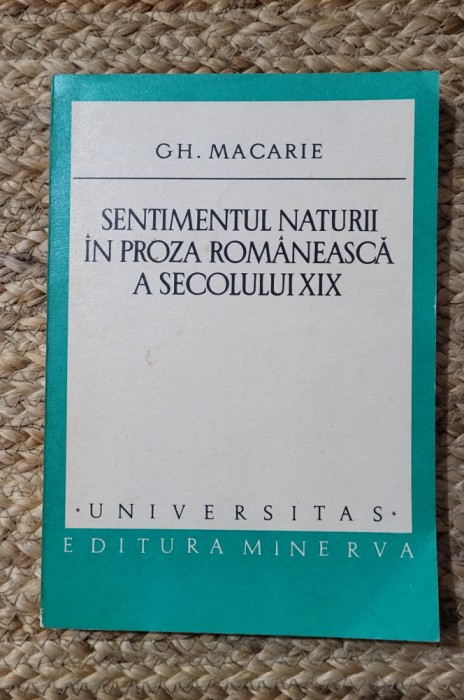 GH. MACARIE
SENTIMENTUL NATURII
ÎN PROZA ROMÂNEASCĂ
A SECOLULUI XIX
· UNIVERSITAS ·
EDITURA MINERVA